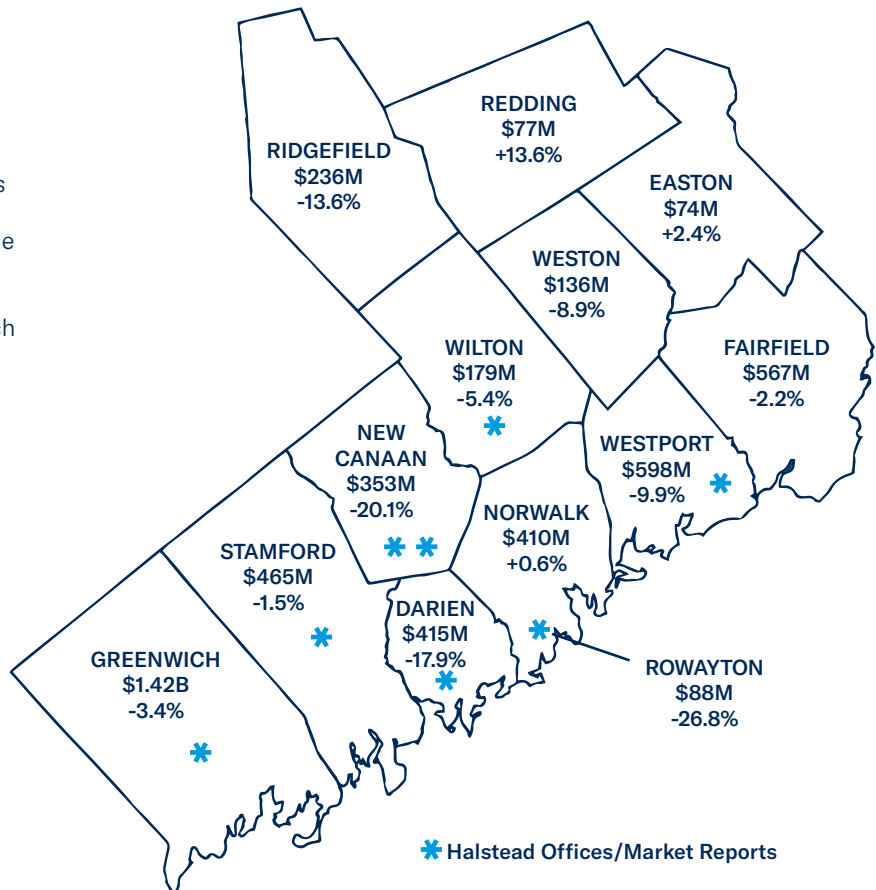 s
e
ch
REDDING
$77M
+13.6%
RIDGEFIELD
$236M
-13.6%
EASTON
$74M
+2.4%
WESTON
$136M
-8.9%
WILTON
$179M
-5.4%
FAIRFIELD
$567M
-2.2%
NEW
CANAAN
$353M
-20.1%
WESTPORT
$598M
-9.9%
NORWALK
$410M
+0.6%
STAMFORD
$465M
-1.5%
DARIEN
$415M
-17.9%
GREENWICH
$1.42B
-3.4%
ROWAYTON
$88M
-26.8%
Halstead Offices/Market Reports